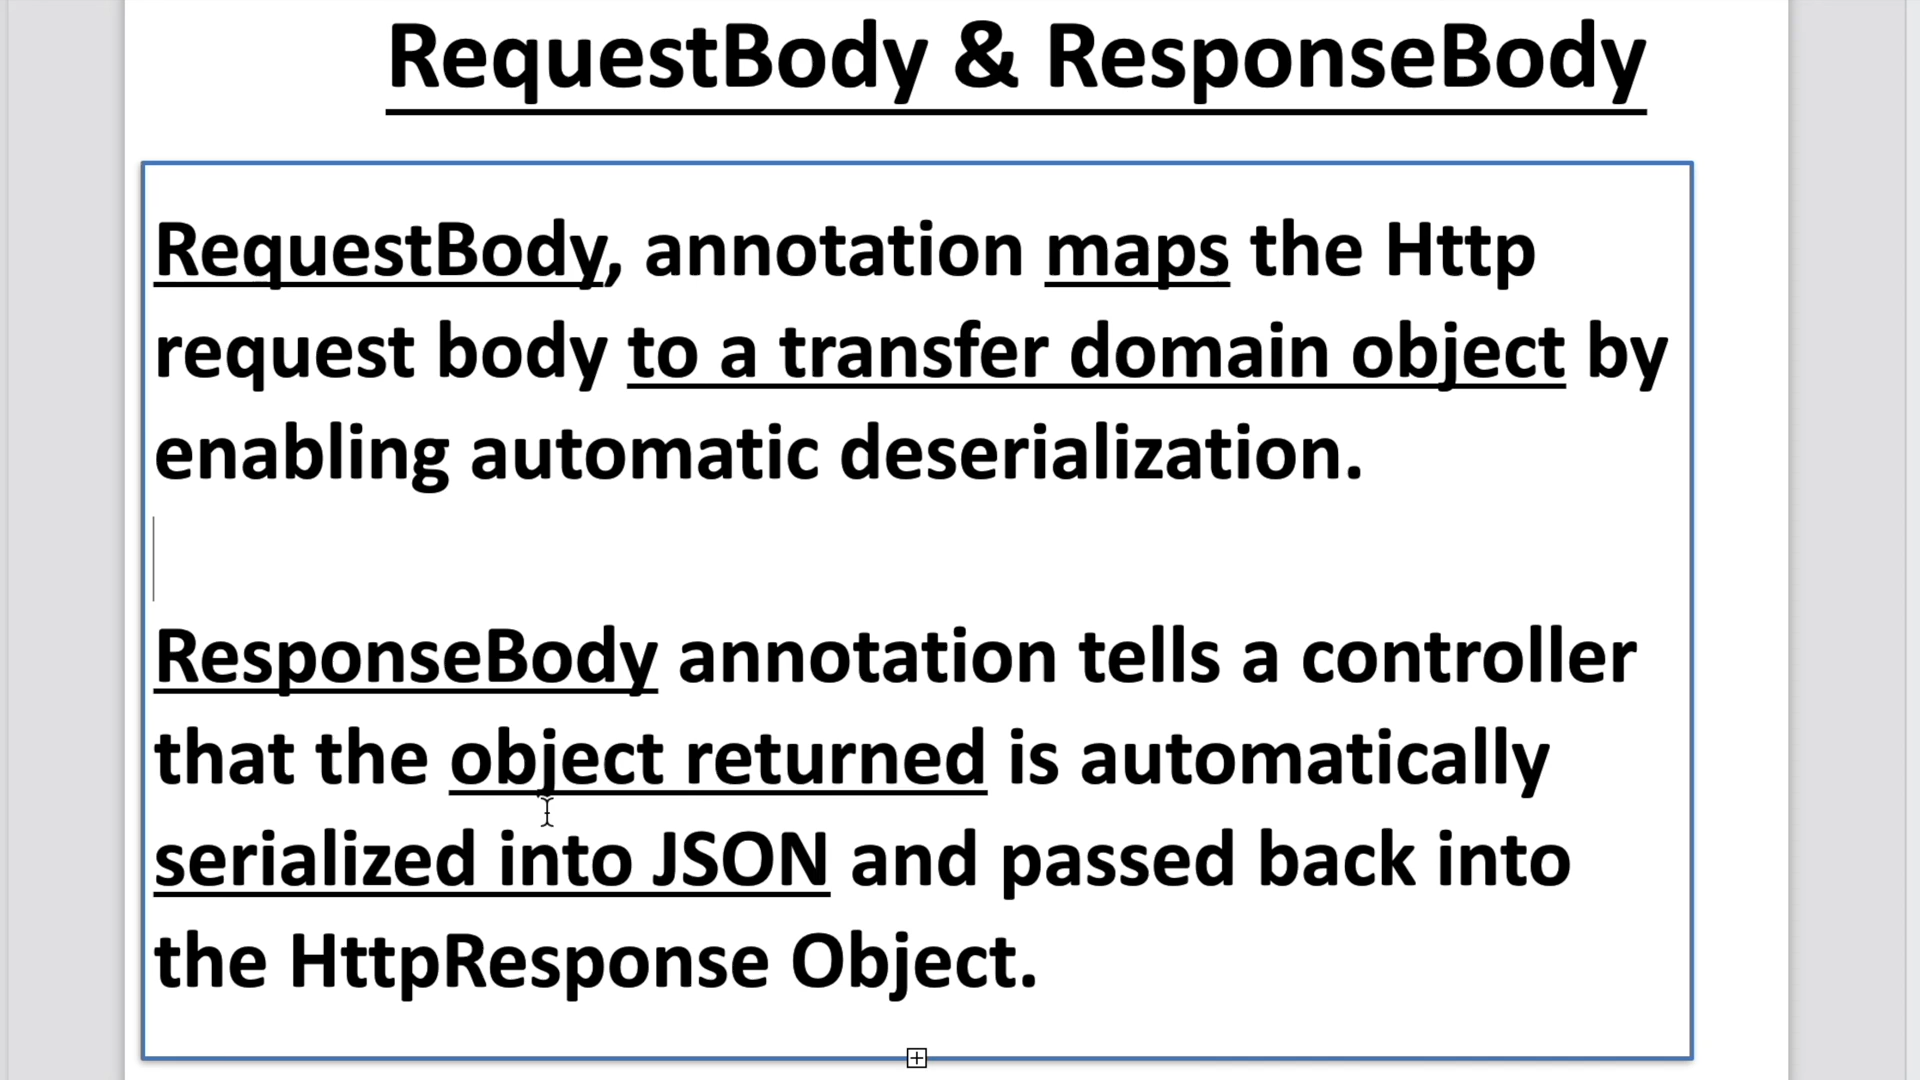 RequestBody & ResponseBody
RequestBody, annotation maps the Http
request body to a transfer domain object by
enabling automatic deserialization.
ResponseBody annotation tells a controller
that the object returned is automatically
serialized into JSON and passed back into
the HttpResponse Object.